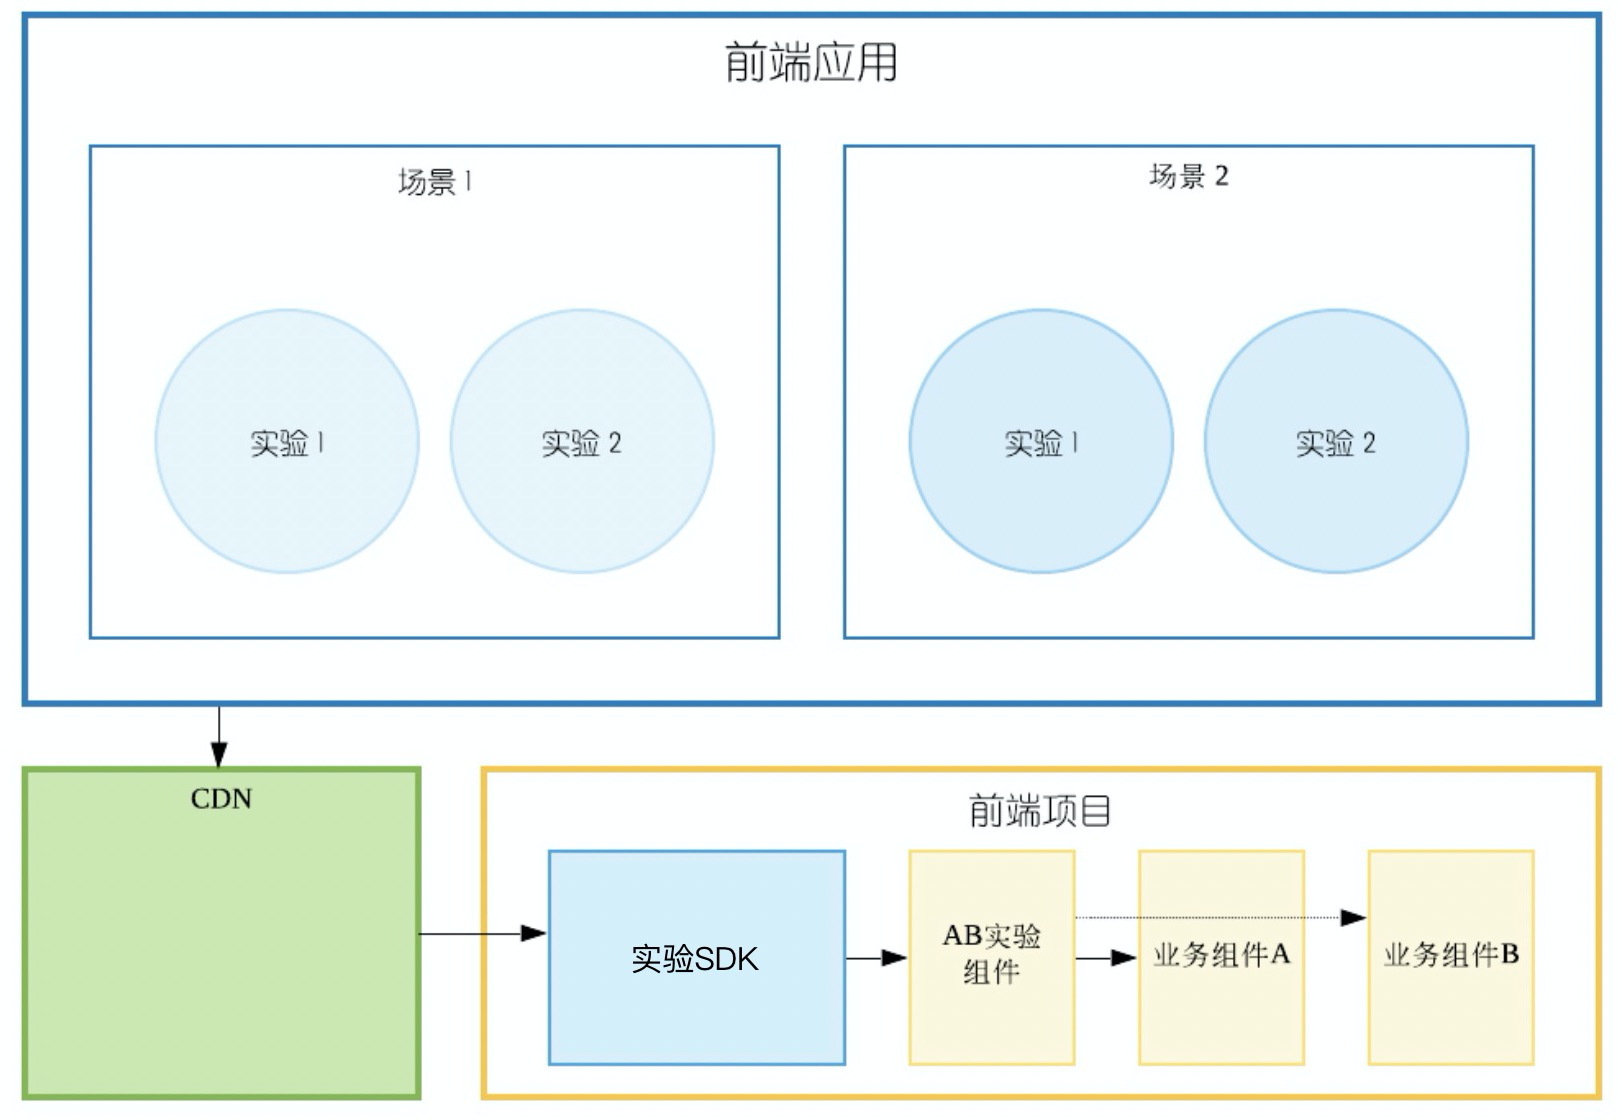 前端应用
场景 1
场景 2
实验 1
实验 2
实验 1
实验 2
CDN
前端项目
实验SDK
AB实验
组件
业务组件A
业务组件B